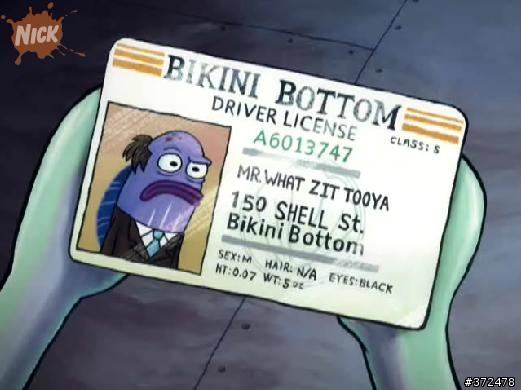 NICK
BIKINI BOTTOM
DRIVER LICENSE
CLASS: S
A6013747
MR. WHAT ZIT TOOYA
150 SHELL St.
Bikini Bottom
SEX: M HAIR: N/A EYES: BLACK
HT: 0.07 WT: 5 oz
#372478